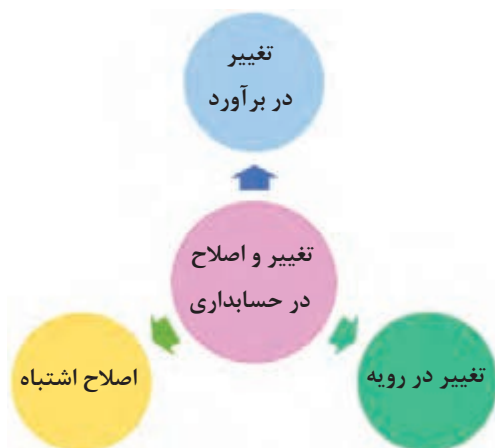 تغییر
در برآورد
تغییر و اصلاح
در حسابداری
تغییر در رویه
اصلاح اشتباه